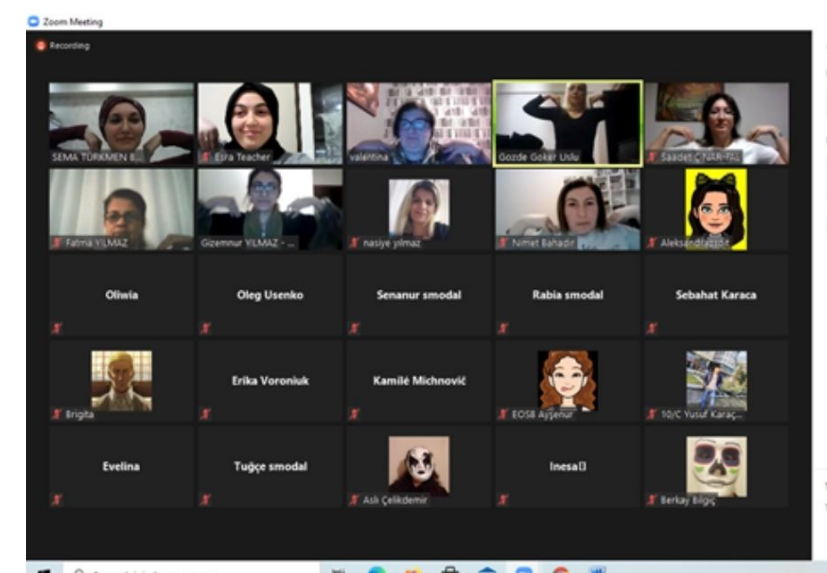 Zoom Meeting
Recording
SEMA TÜRKMEN B...
Esra Teacher
valentina
Gozde Goker Uslu
Saadet ÇINAR-FAL
Fatma YILMAZ
Gizemnur YILMAZ - ...
nasiye yılmaz
Nimet Bahadır
Oliwia
Oleg Usenko
Senanur smodal
Rabia smodal
Sebahat Karaca
Brigita
Erika Voroniuk
Kamilė Michnovič
EOSB Ayşenur
10/C Yusuf Karaç...
Evelina
Tuğçe smodal
Aslı Çelikdemir
Inesa▯
Berkay Bilgiç